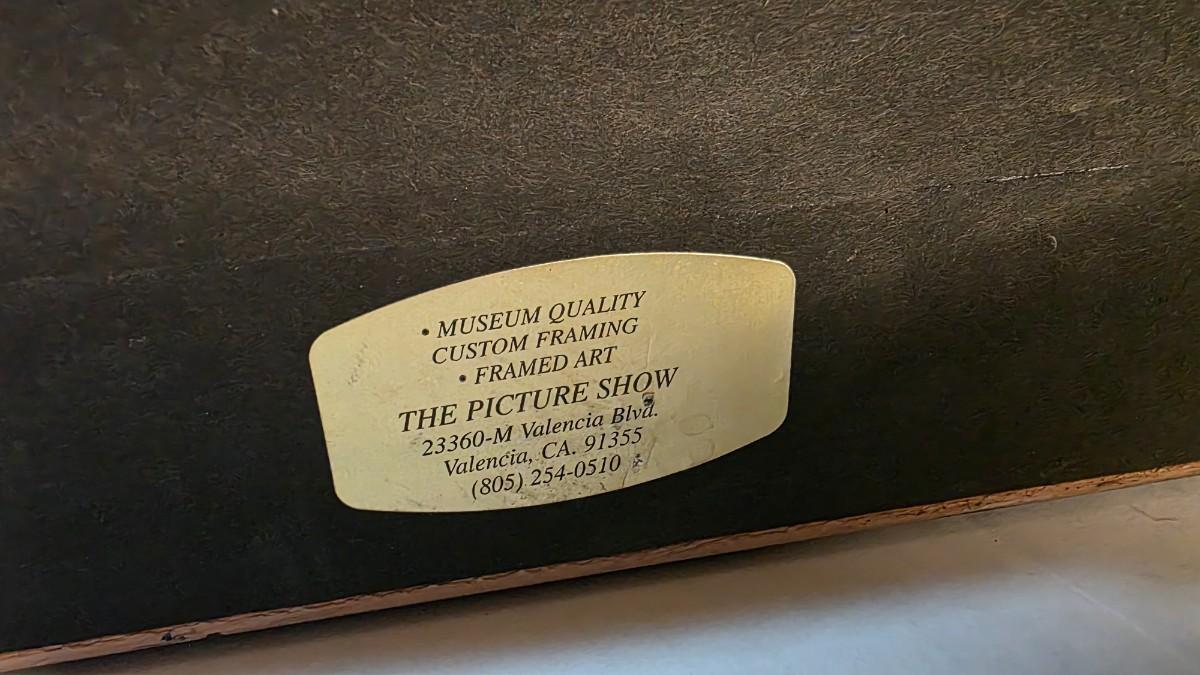 • MUSEUM QUALITY
CUSTOM FRAMING
• FRAMED ART
THE PICTURE SHOW
23360-M Valencia Blvd.
Valencia, CA. 91355
(805) 254-0510